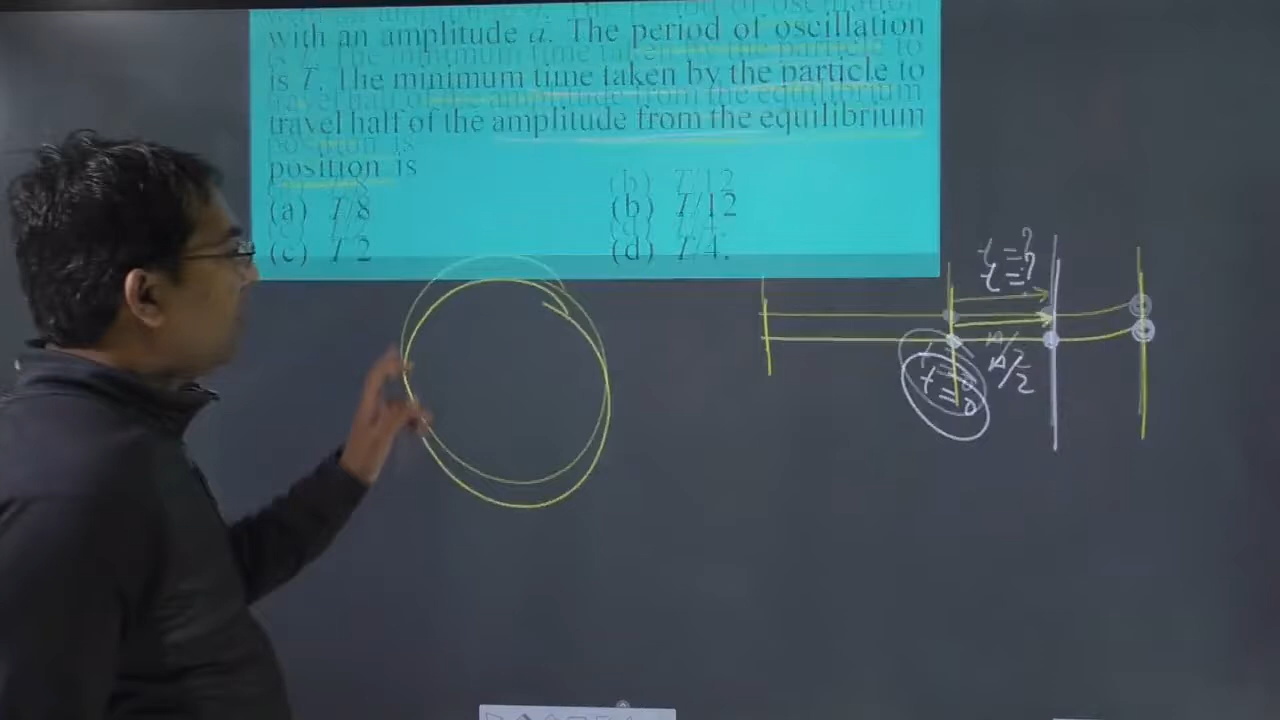 with an amplitude a. The period of oscillation
is T. The minimum time taken by the particle to
travel half of the amplitude from the equilibrium
position is
(a) T/8
(b) T/12
(c) T/2
(d) T/4.
t = ?
A/2
t = 0